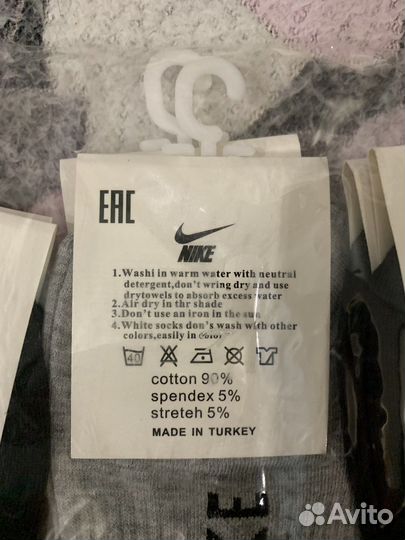 EAC
NIKE
1.Washi in warm water with neutral
detergent,don't wring dry and use
drytowels to absorb excess water
2.Air dry in thr shade
3.Don't use an iron in the sun
4.White socks don's wash with other
colors,easily in color
40
cotton 90%
spendex 5%
streteh 5%
MADE IN TURKEY
Avito